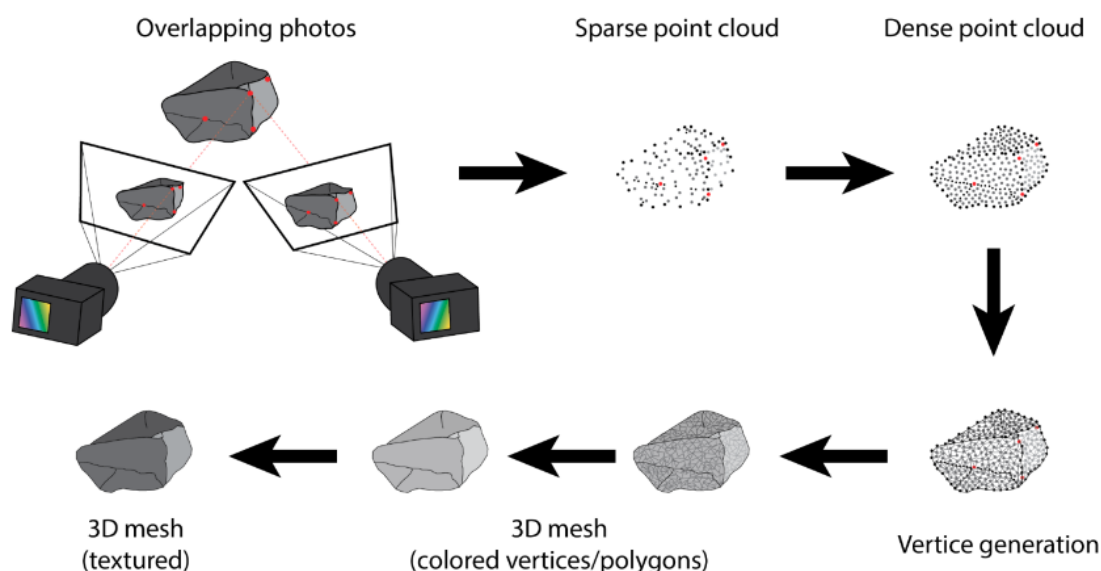 Overlapping photos
Sparse point cloud
Dense point cloud
3D mesh
(textured)
3D mesh
(colored vertices/polygons)
Vertice generation